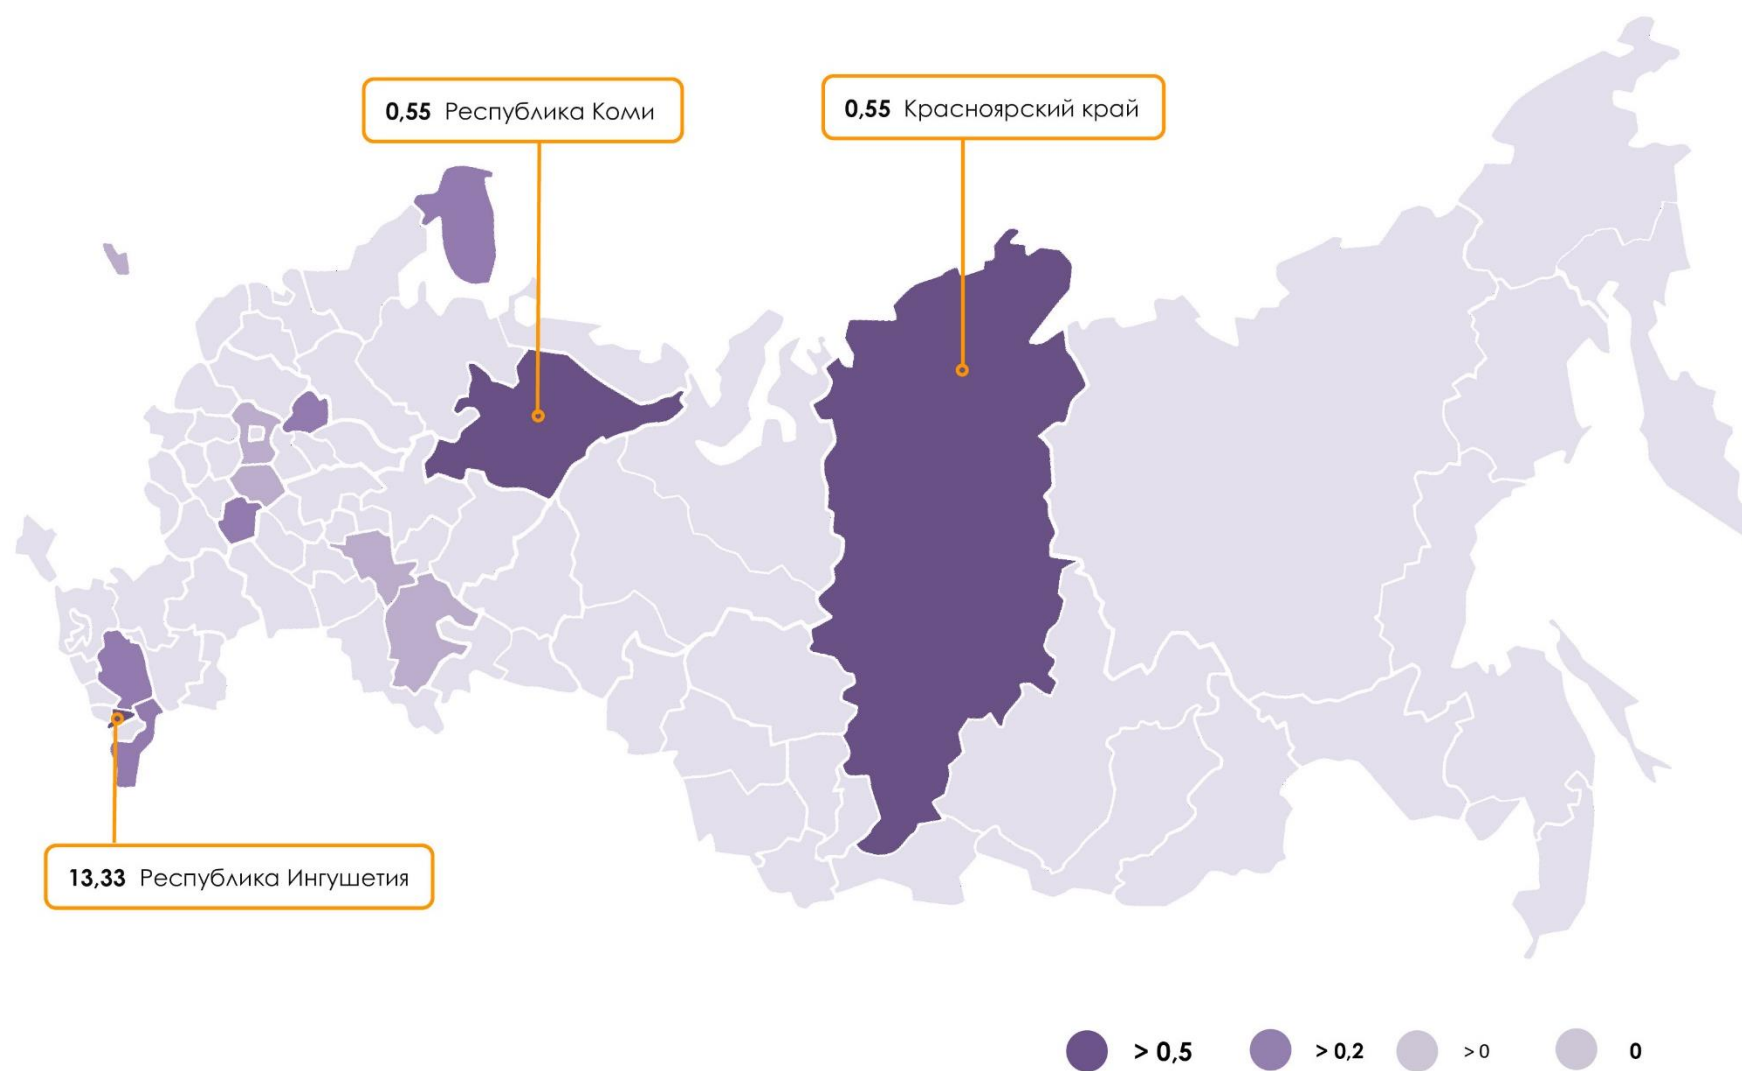 0,55 Республика Коми
0,55 Красноярский край
13,33 Республика Ингушетия
> 0,5
> 0,2
> 0
0